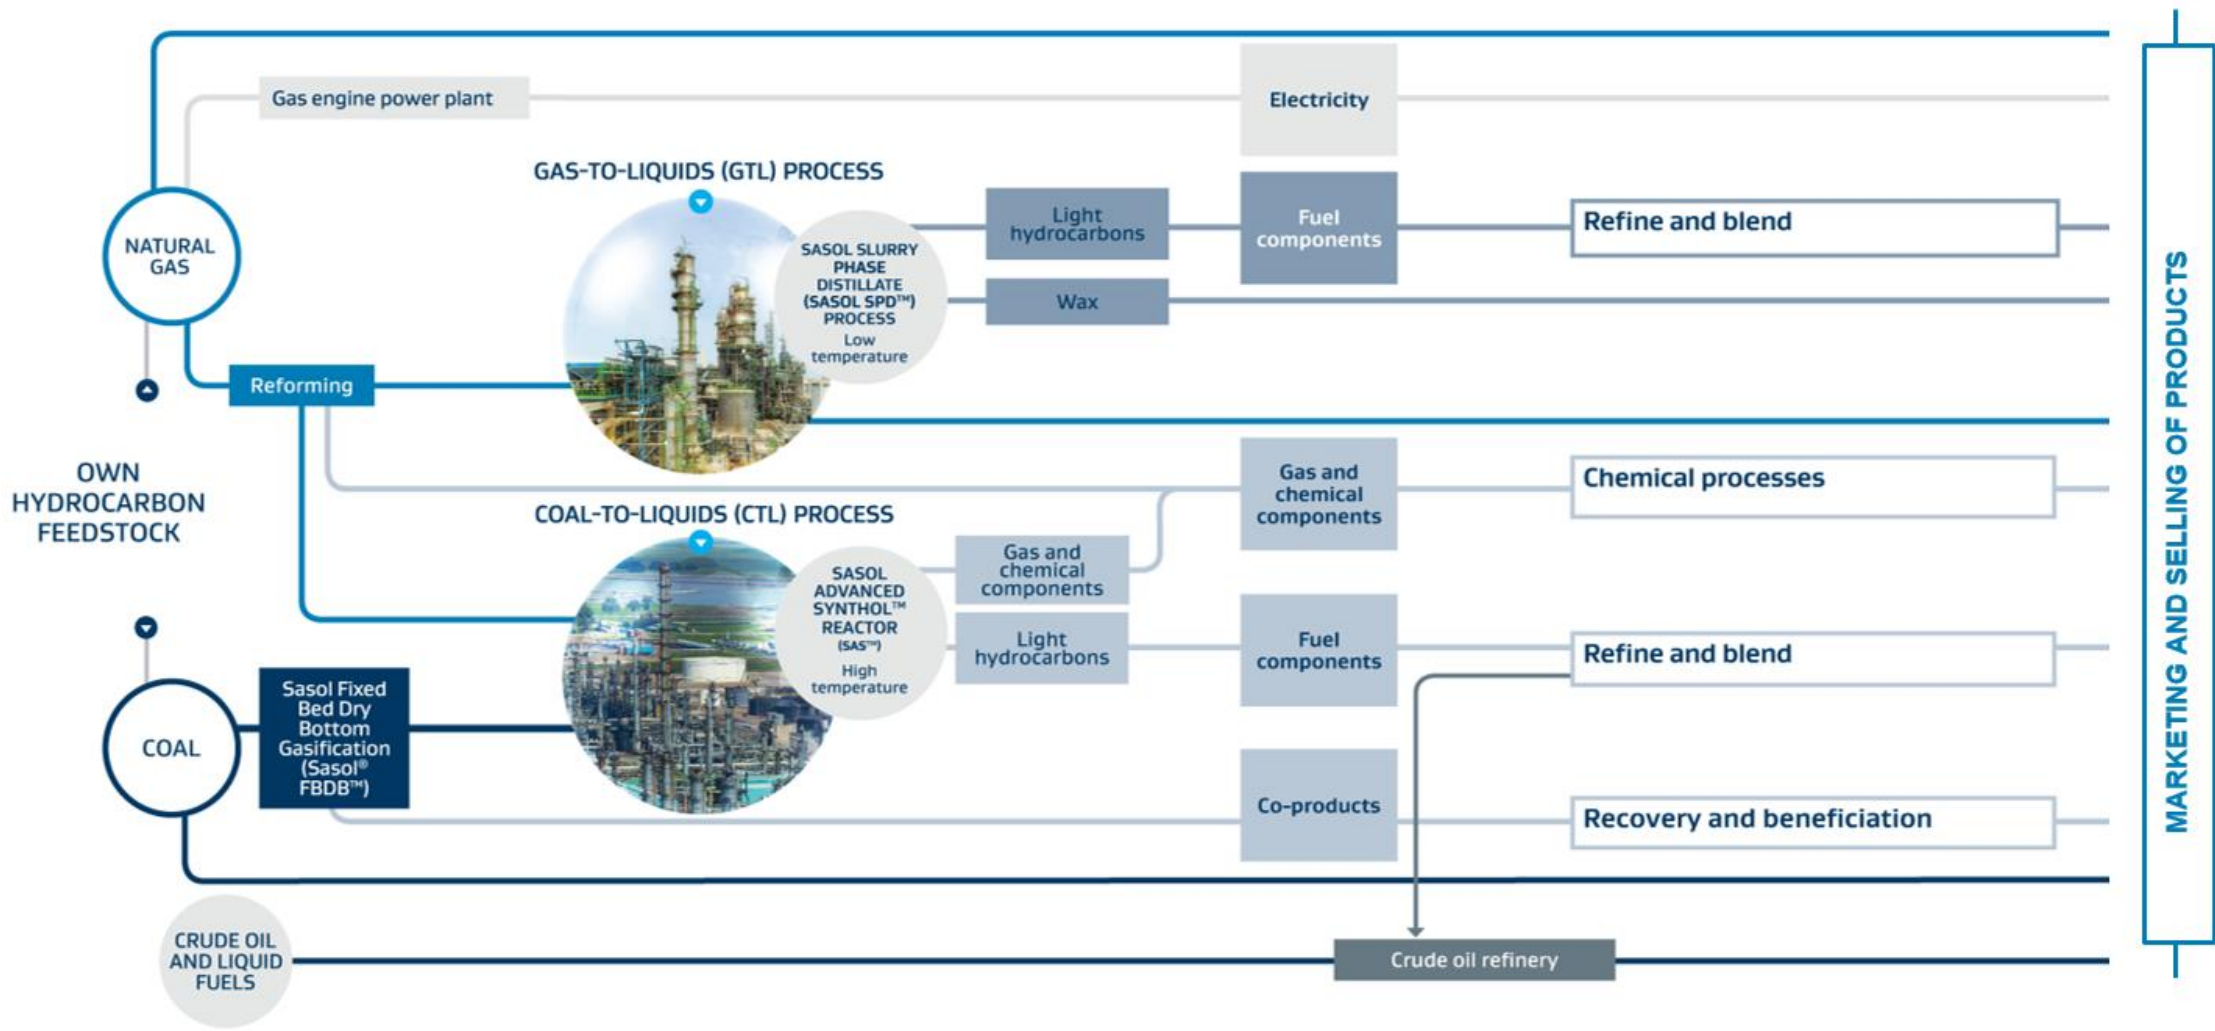 Gas engine power plant
Electricity
GAS-TO-LIQUIDS (GTL) PROCESS
NATURAL
GAS
SASOL SLURRY
PHASE
DISTILLATE
(SASOL SPD™)
PROCESS
Low
temperature
Light
hydrocarbons
Fuel
components
Refine and blend
Wax
Reforming
OWN
HYDROCARBON
FEEDSTOCK
Gas and
chemical
components
Chemical processes
COAL-TO-LIQUIDS (CTL) PROCESS
SASOL
ADVANCED
SYNTHOL™
REACTOR
(SAS™)
High
temperature
Gas and
chemical
components
Light
hydrocarbons
Fuel
components
Refine and blend
COAL
Sasol Fixed
Bed Dry
Bottom
Gasification
(Sasol®
FBDB™)
Co-products
Recovery and beneficiation
CRUDE OIL
AND LIQUID
FUELS
Crude oil refinery
MARKETING AND SELLING OF PRODUCTS